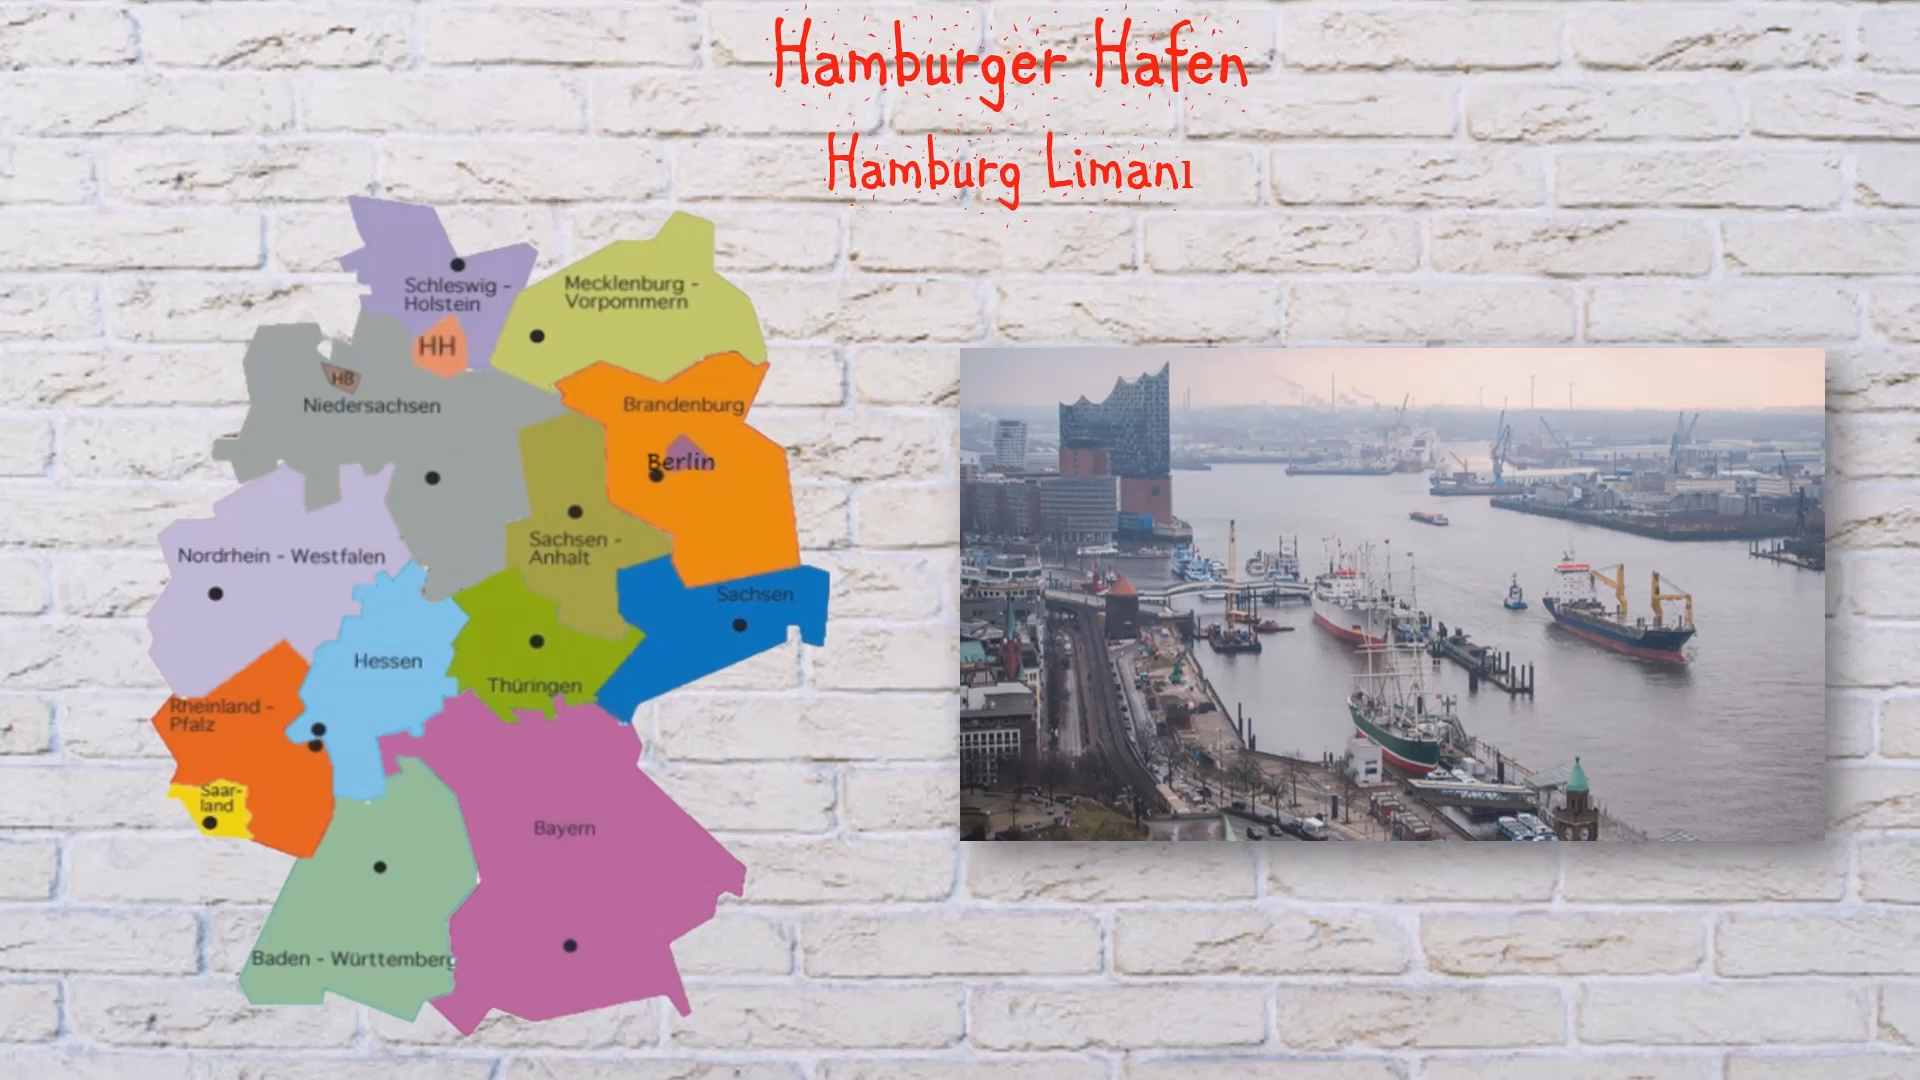 Hamburger Hafen
Hamburg Limanı
Schleswig -
Holstein
Mecklenburg -
Vorpommern
HH
HB
Niedersachsen
Brandenburg
Berlin
Sachsen -
Anhalt
Nordrhein - Westfalen
Sachsen
Hessen
Thüringen
Rheinland -
Pfalz
Saar-
land
Bayern
Baden - Württemberg